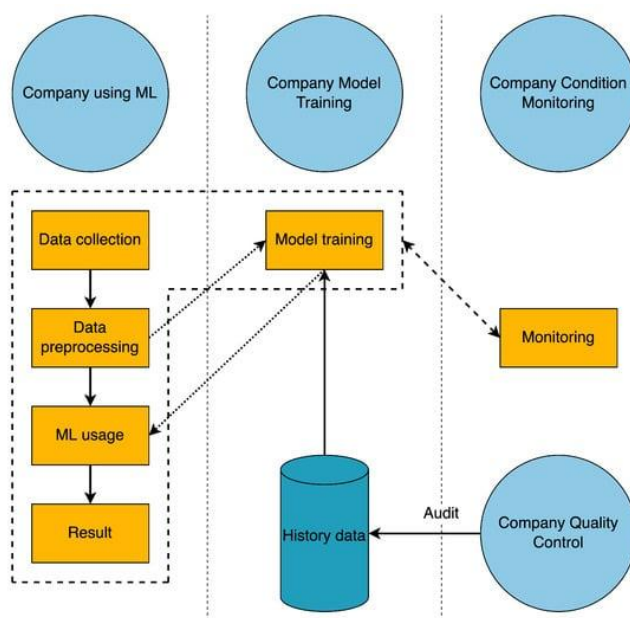 Company using ML
Company Model
Training
Company Condition
Monitoring
Data collection
Model training
Data
preprocessing
Monitoring
ML usage
Result
History data
Audit
Company Quality
Control